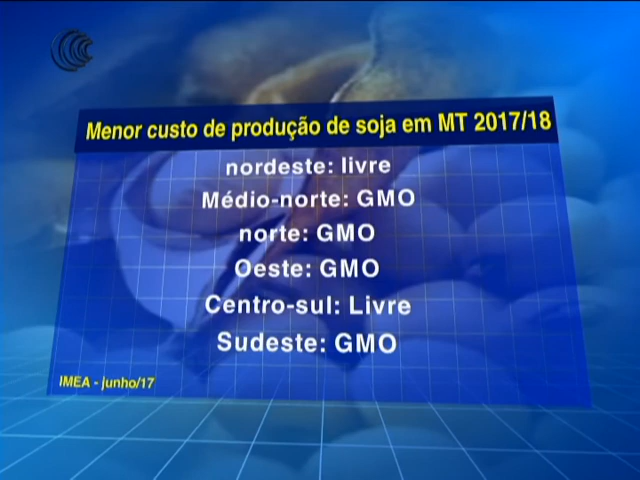 Menor custo de produção de soja em MT 2017/18
nordeste: livre
Médio-norte: GMO
norte: GMO
Oeste: GMO
Centro-sul: Livre
Sudeste: GMO
IMEA - junho/17